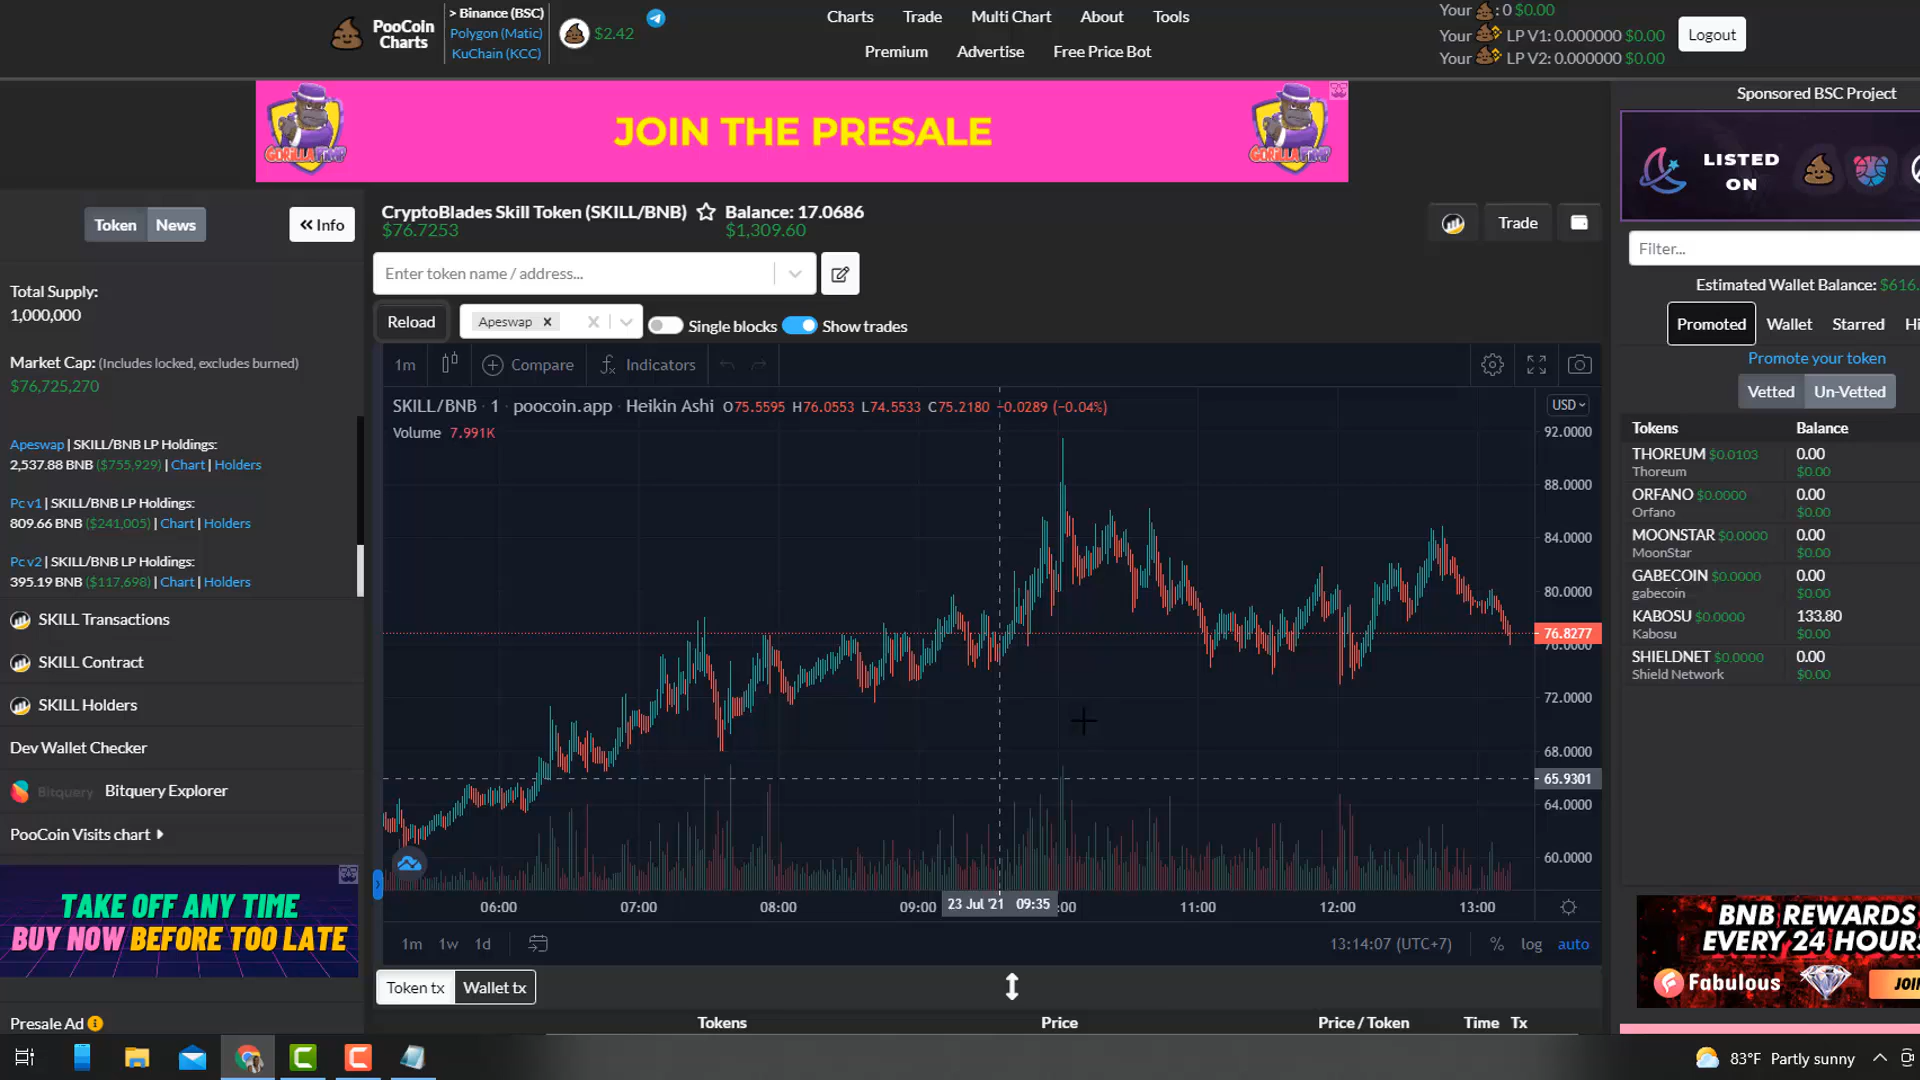 PooCoin
Charts
> Binance (BSC)
Polygon (Matic)
KuChain (KCC)
$2.42
Charts
Trade
Multi Chart
About
Tools
Premium
Advertise
Free Price Bot
Your : 0 $0.00
Your LP V1: 0.000000 $0.00
Your LP V2: 0.000000 $0.00
Logout
JOIN THE PRESALE
Sponsored BSC Project
LISTED
ON
Token
News
« Info
Total Supply:
1,000,000
Market Cap: (Includes locked, excludes burned)
$76,725,270
Apeswap | SKILL/BNB LP Holdings:
2,537.88 BNB ($755,929) | Chart | Holders
Pc v1 | SKILL/BNB LP Holdings:
809.66 BNB ($241,005) | Chart | Holders
Pc v2 | SKILL/BNB LP Holdings:
395.19 BNB ($117,698) | Chart | Holders
SKILL Transactions
SKILL Contract
SKILL Holders
Dev Wallet Checker
Bitquery Bitquery Explorer
PooCoin Visits chart
TAKE OFF ANY TIME
BUY NOW BEFORE TOO LATE
Presale Ad
CryptoBlades Skill Token (SKILL/BNB)
$76.7253
Balance: 17.0686
$1,309.60
Trade
Enter token name / address...
Reload
Apeswap ×
Single blocks
Show trades
1m
Compare
Indicators
SKILL/BNB · 1 · poocoin.app · Heikin Ashi O75.5595 H76.0553 L74.5533 C75.2180 −0.0289 (−0.04%)
Volume 7.991K
USD
92.0000
88.0000
84.0000
80.0000
76.8277
76.0000
72.0000
68.0000
65.9301
64.0000
60.0000
06:00
07:00
08:00
09:00
23 Jul '21 09:35
:00
11:00
12:00
13:00
1m
1w
1d
13:14:07 (UTC+7)
%
log
auto
Token tx
Wallet tx
Tokens
Price
Price / Token
Time
Tx
Filter...
Estimated Wallet Balance: $616.
Promoted
Wallet
Starred
Hi
Promote your token
Vetted
Un-Vetted
Tokens Balance
THOREUM $0.0103 0.00
Thoreum $0.00
ORFANO $0.0000 0.00
Orfano $0.00
MOONSTAR $0.0000 0.00
MoonStar $0.00
GABECOIN $0.0000 0.00
gabecoin $0.00
KABOSU $0.0000 133.80
Kabosu $0.00
SHIELDNET $0.0000 0.00
Shield Network $0.00
BNB REWARDS
EVERY 24 HOUR
Fabulous
JOI
83°F Partly sunny